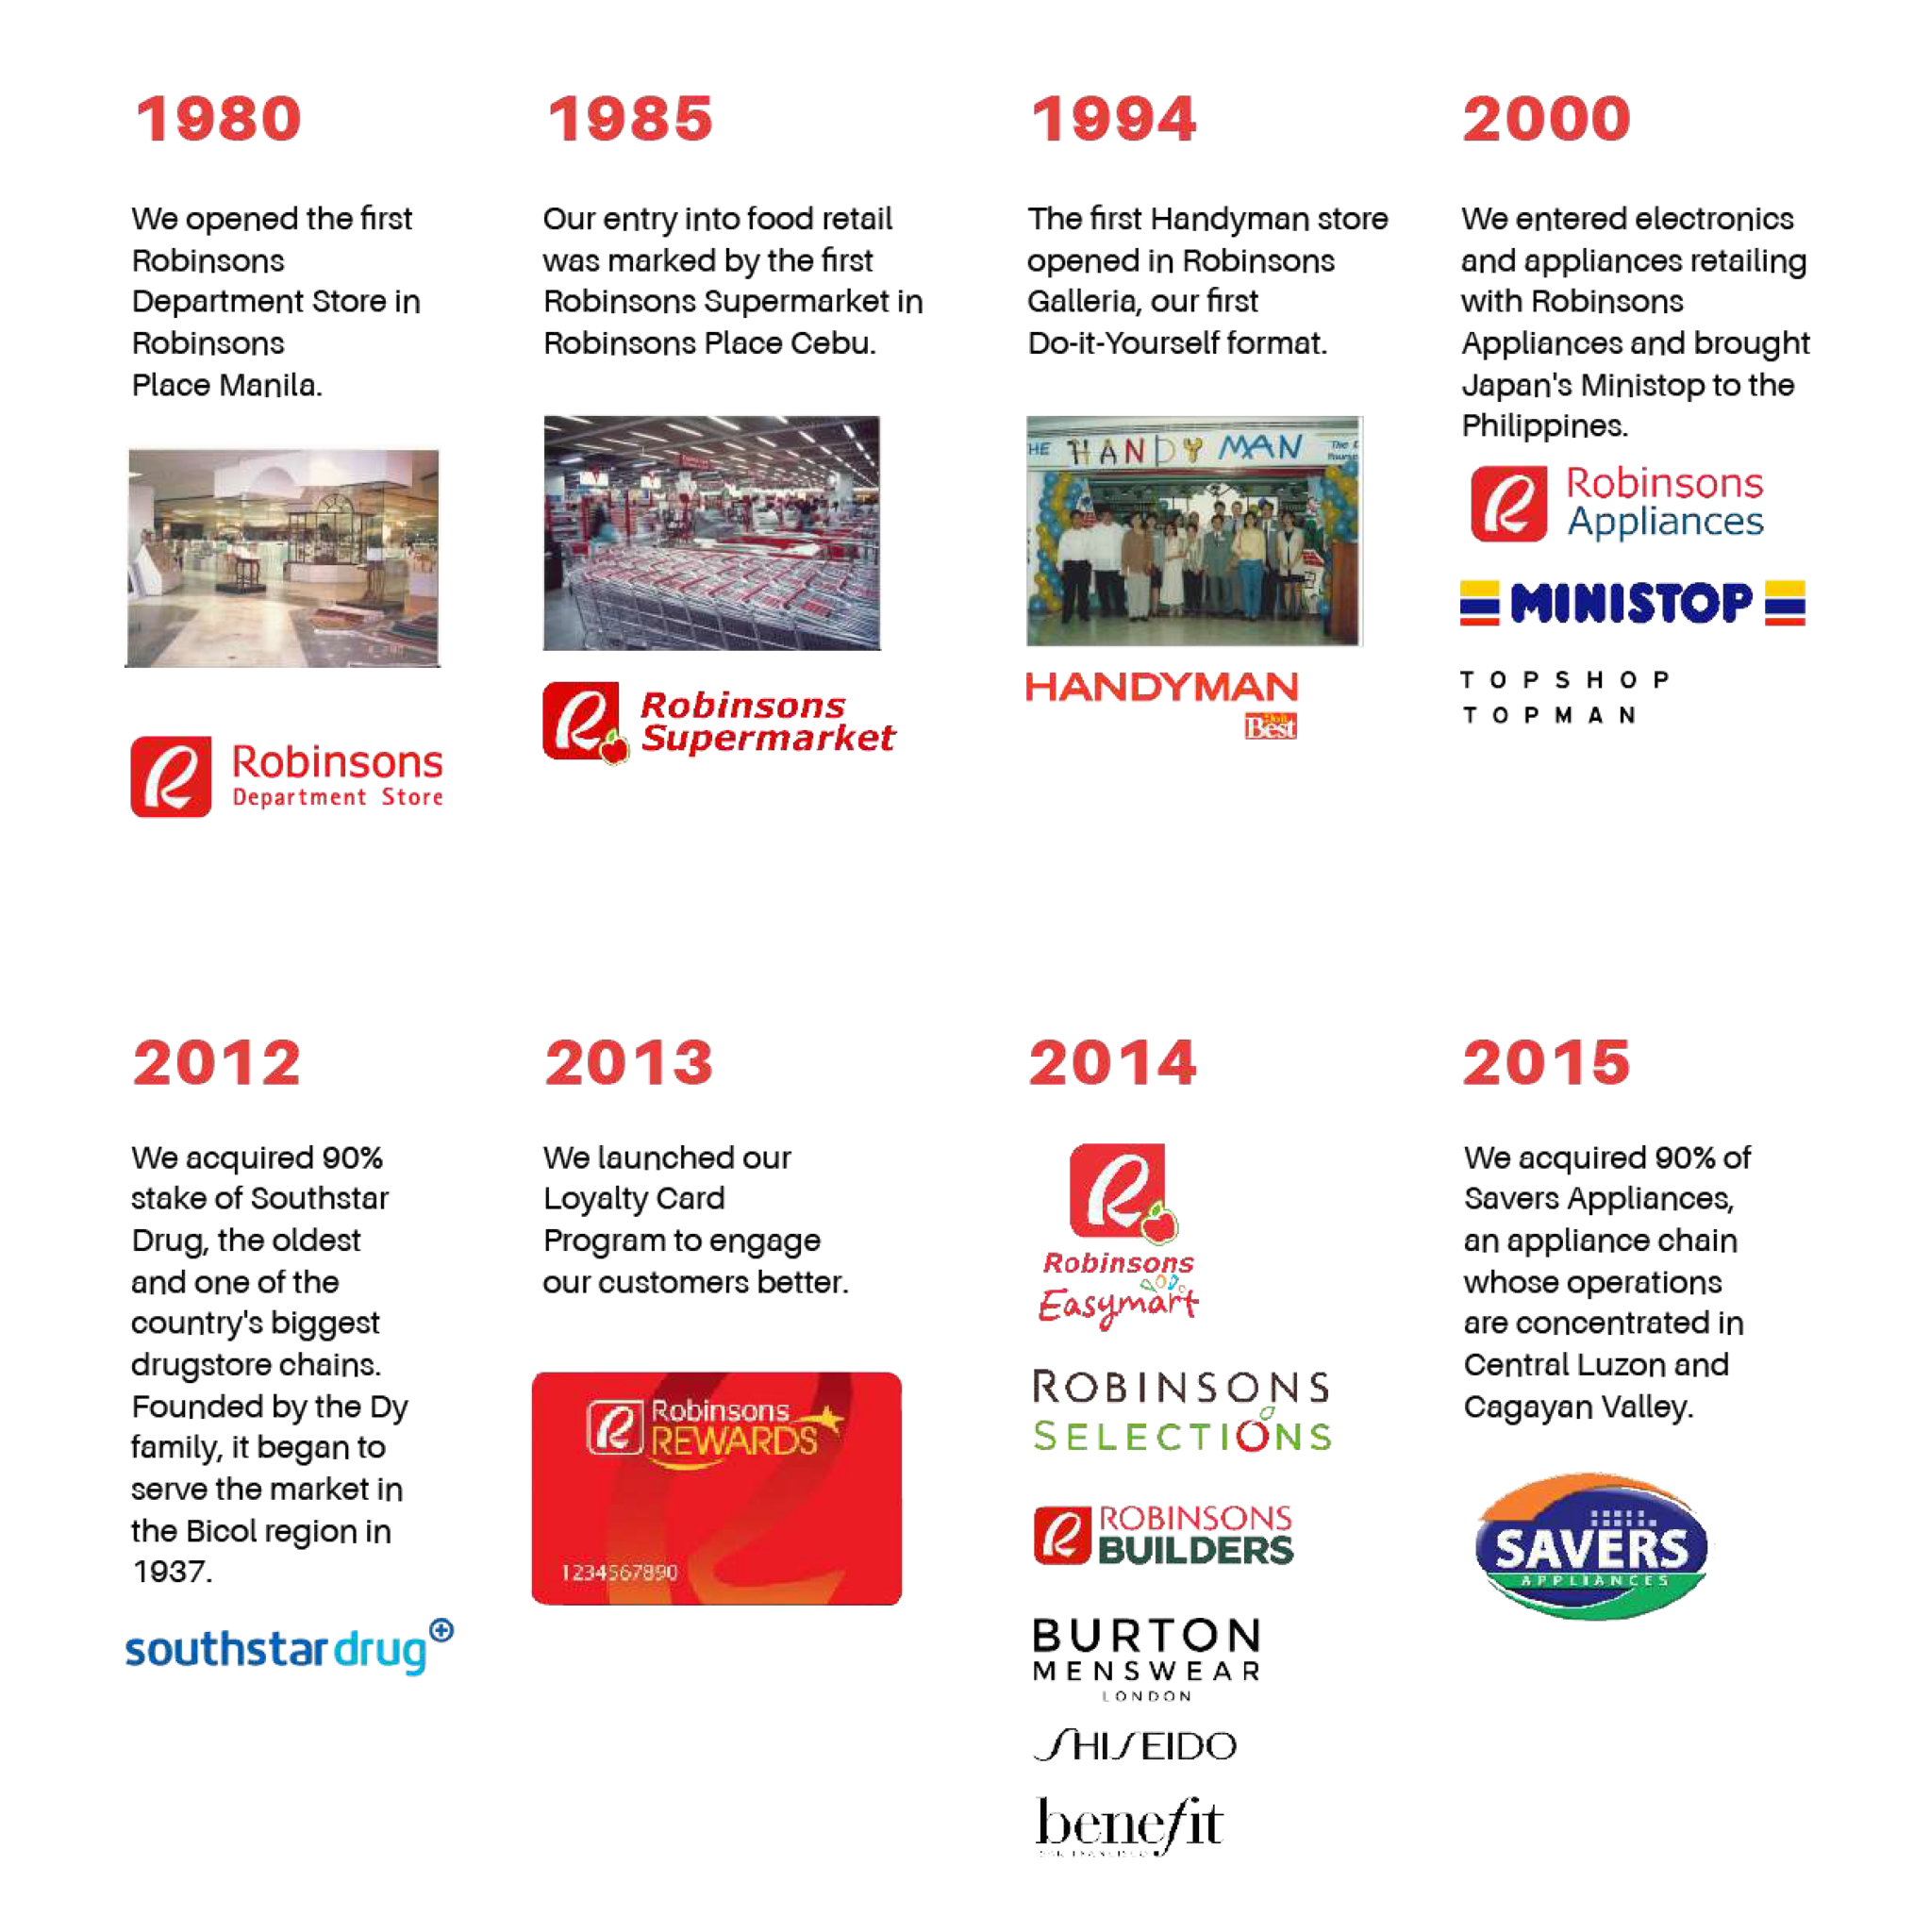 1980
We opened the first
Robinsons
Department Store in
Robinsons
Place Manila.
Robinsons
Department Store
1985
Our entry into food retail
was marked by the first
Robinsons Supermarket in
Robinsons Place Cebu.
Robinsons
Supermarket
1994
The first Handyman store
opened in Robinsons
Galleria, our first
Do-it-Yourself format.
HE HANDY MAN The
HANDYMAN
Do it
Best
2000
We entered electronics
and appliances retailing
with Robinsons
Appliances and brought
Japan's Ministop to the
Philippines.
Robinsons
Appliances
MINISTOP
TOPSHOP
TOPMAN
2012
We acquired 90%
stake of Southstar
Drug, the oldest
and one of the
country's biggest
drugstore chains.
Founded by the Dy
family, it began to
serve the market in
the Bicol region in
1937.
southstardrug
2013
We launched our
Loyalty Card
Program to engage
our customers better.
Robinsons
REWARDS
1234567890
2014
Robinsons
Easymart
ROBINSONS
SELECTIONS
ROBINSONS
BUILDERS
BURTON
MENSWEAR
LONDON
SHISEIDO
benefit
2015
We acquired 90% of
Savers Appliances,
an appliance chain
whose operations
are concentrated in
Central Luzon and
Cagayan Valley.
SAVERS
APPLIANCES